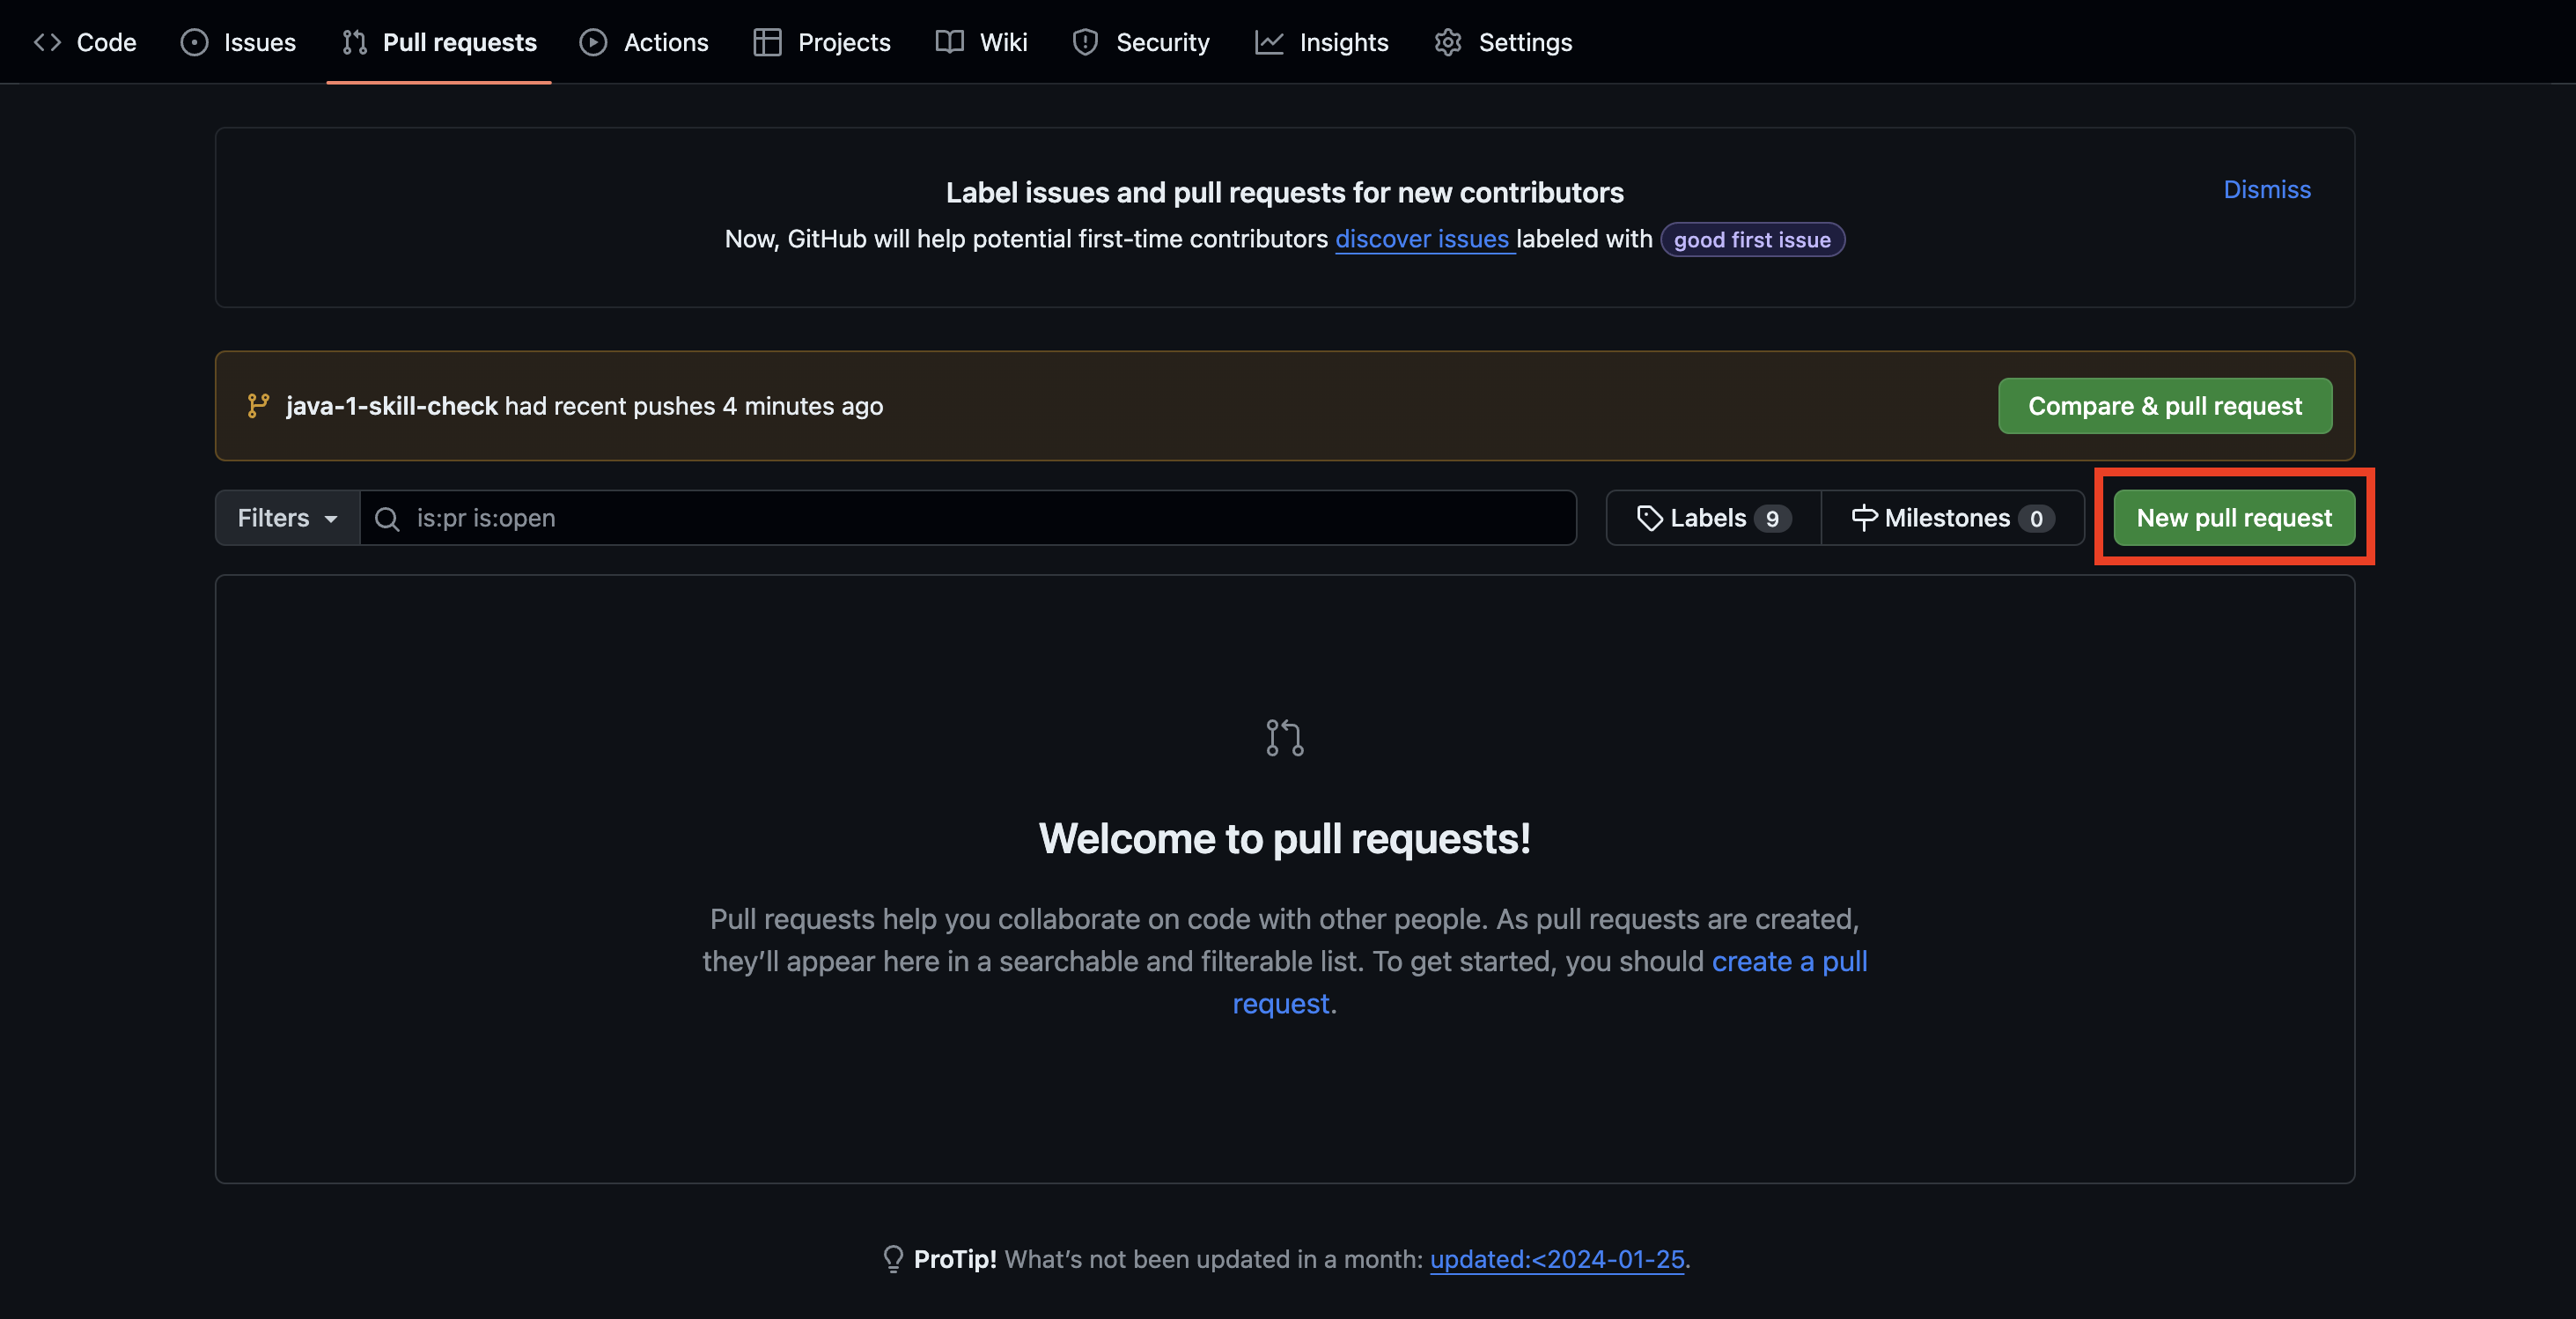 Code Issues Pull requests Actions Projects Wiki Security Insights Settings
Label issues and pull requests for new contributors
Dismiss
Now, GitHub will help potential first-time contributors discover issues labeled with good first issue
java-1-skill-check had recent pushes 4 minutes ago
Compare & pull request
Filters is:pr is:open Labels 9 Milestones 0 New pull request
Welcome to pull requests!
Pull requests help you collaborate on code with other people. As pull requests are created,
they’ll appear here in a searchable and filterable list. To get started, you should create a pull
request.
ProTip! What’s not been updated in a month: updated:<2024-01-25.